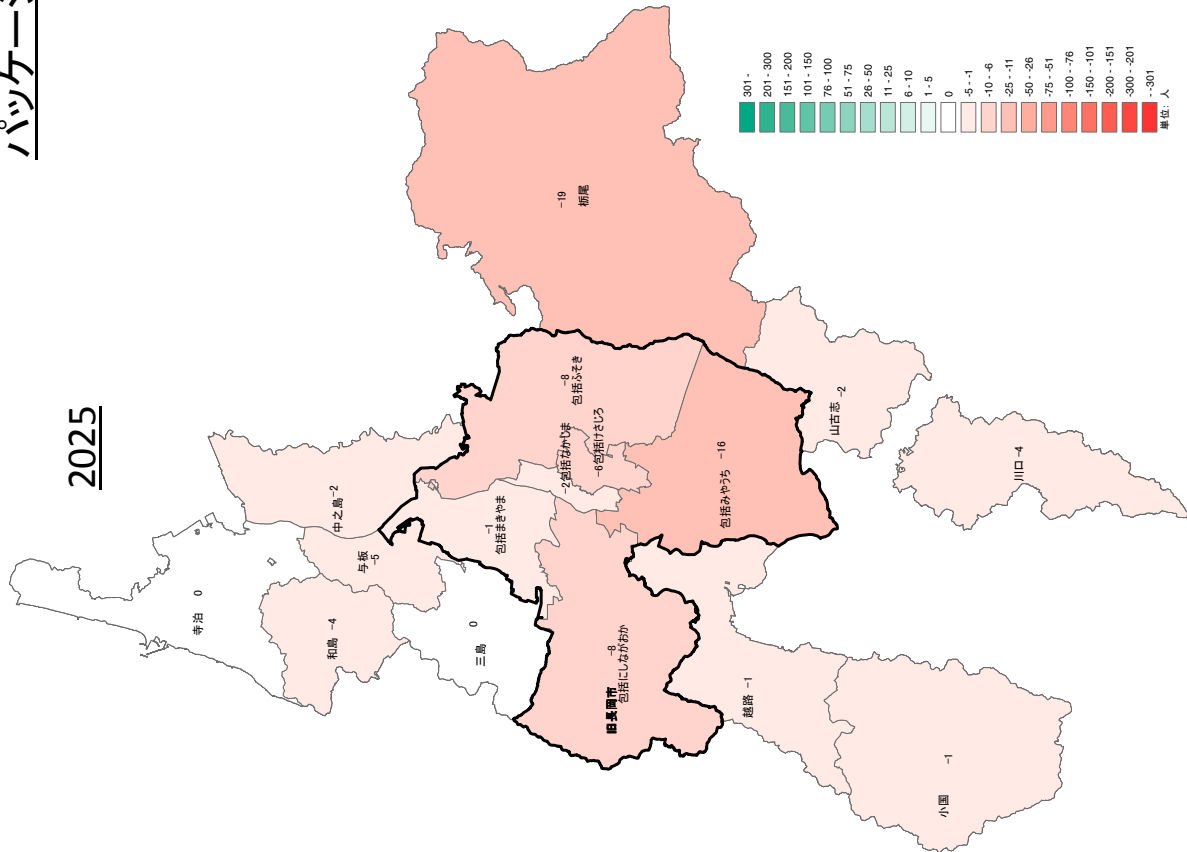 パッケージ
2025
寺泊 0
中之島 -2
与板
-5
和島 -4
三島 0
-1
包括まきやま
-8
包括ふそき
-2包括なかじま
-6包括けさじろ
-19
栃尾
-8
旧長岡市
包括にしながおか
-16
包括みやうち
山古志 -2
川口 -4
越路 -1
小国 -1
301 -
201 - 300
151 - 200
101 - 150
76 - 100
51 - 75
26 - 50
11 - 25
6 - 10
1 - 5
0
-5 - -1
-10 - -6
-25 - -11
-50 - -26
-75 - -51
-100 - -76
-150 - -101
-200 - -151
-300 - -201
- -301
単位: 人